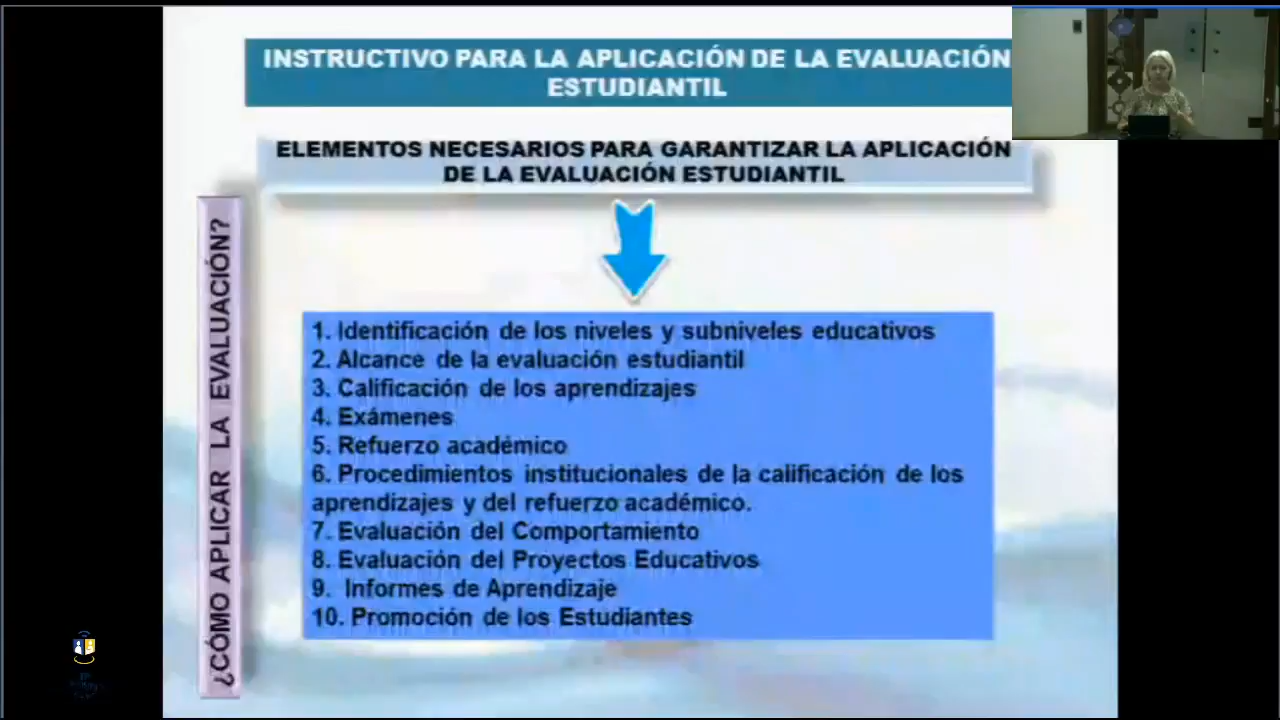 INSTRUCTIVO PARA LA APLICACIÓN DE LA EVALUACIÓN
ESTUDIANTIL
ELEMENTOS NECESARIOS PARA GARANTIZAR LA APLICACIÓN
DE LA EVALUACIÓN ESTUDIANTIL
¿CÓMO APLICAR LA EVALUACIÓN?
1. Identificación de los niveles y subniveles educativos
2. Alcance de la evaluación estudiantil
3. Calificación de los aprendizajes
4. Exámenes
5. Refuerzo académico
6. Procedimientos institucionales de la calificación de los
aprendizajes y del refuerzo académico.
7. Evaluación del Comportamiento
8. Evaluación del Proyectos Educativos
9. Informes de Aprendizaje
10. Promoción de los Estudiantes